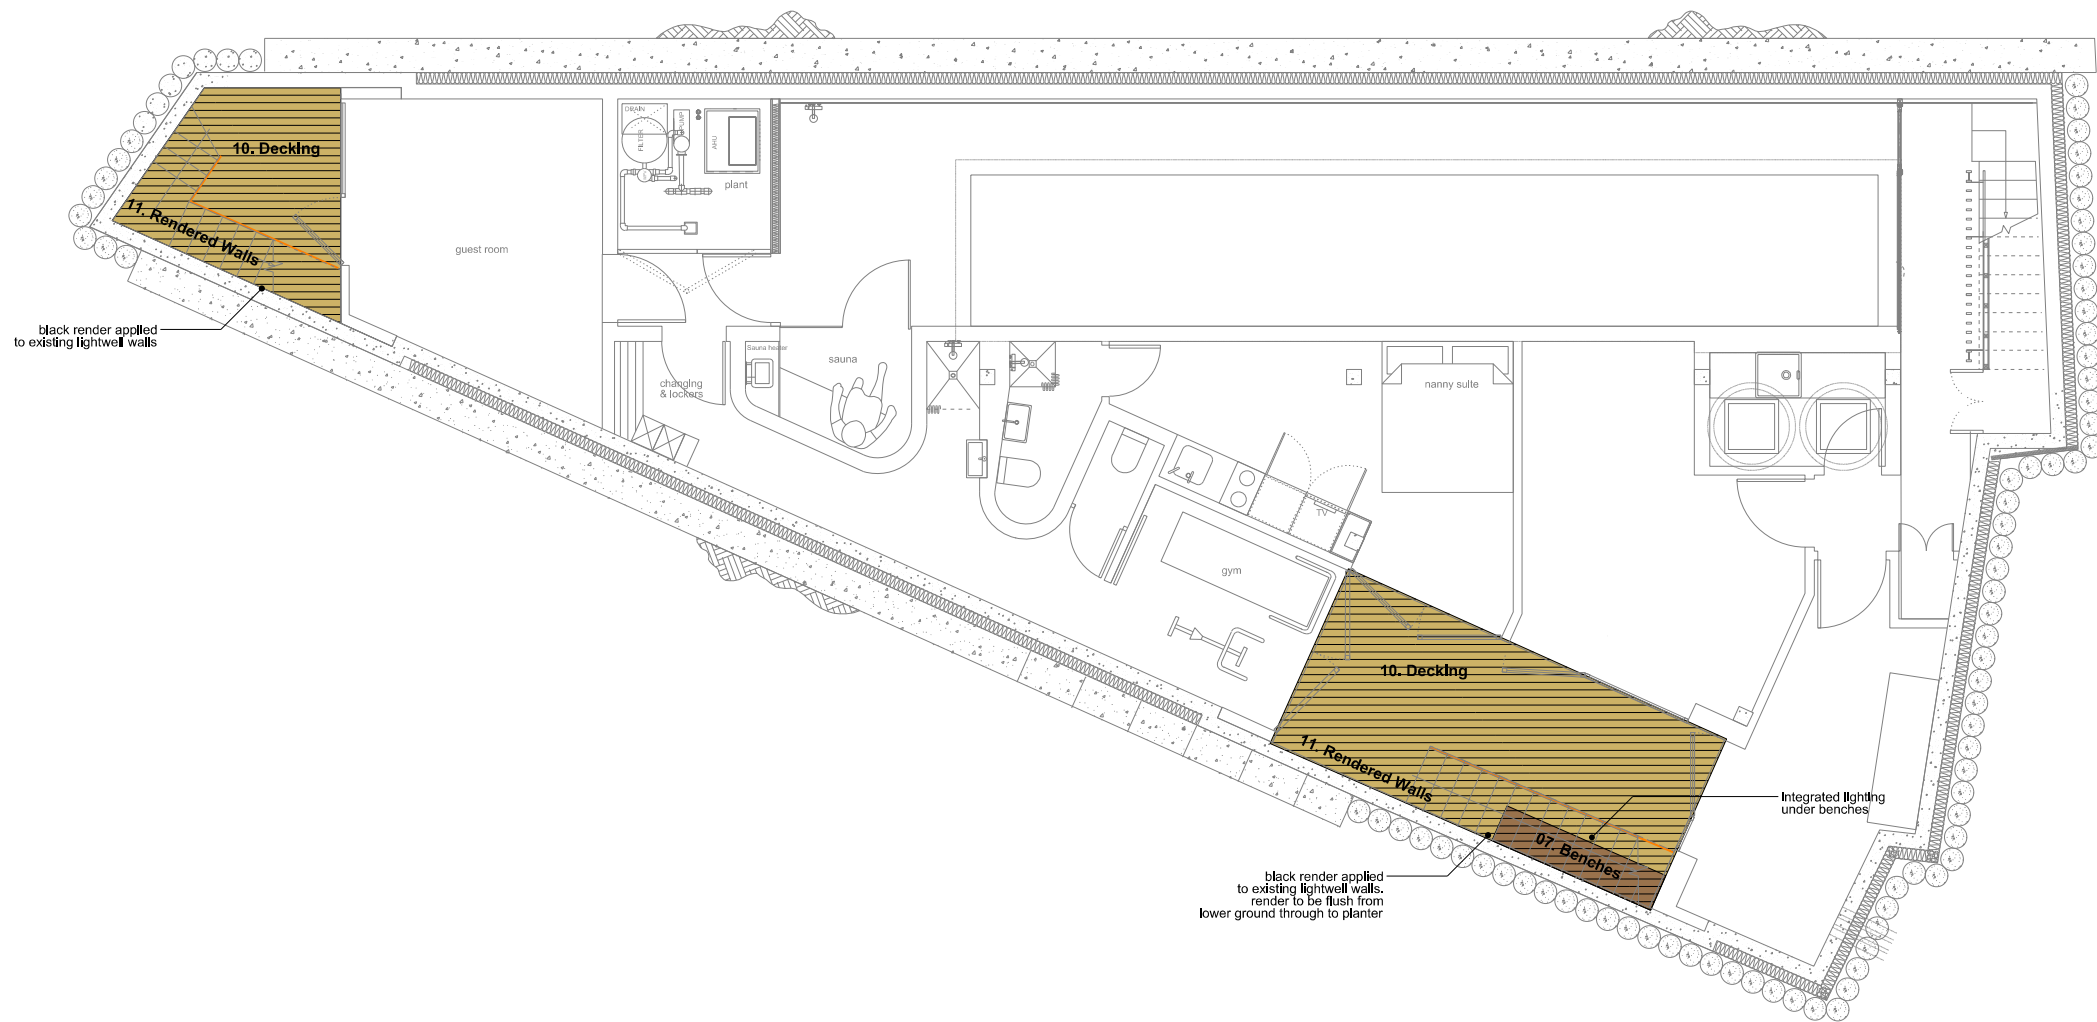 DRAIN
FILTER
PUMP
AHU
plant
10. Decking
11. Rendered Walls
guest room
black render applied
to existing lightwell walls
Sauna heater
sauna
changing
& lockers
nanny suite
TV
gym
10. Decking
11. Rendered Walls
07. Benches
Integrated lighting
under benches
black render applied
to existing lightwell walls.
render to be flush from
lower ground through to planter